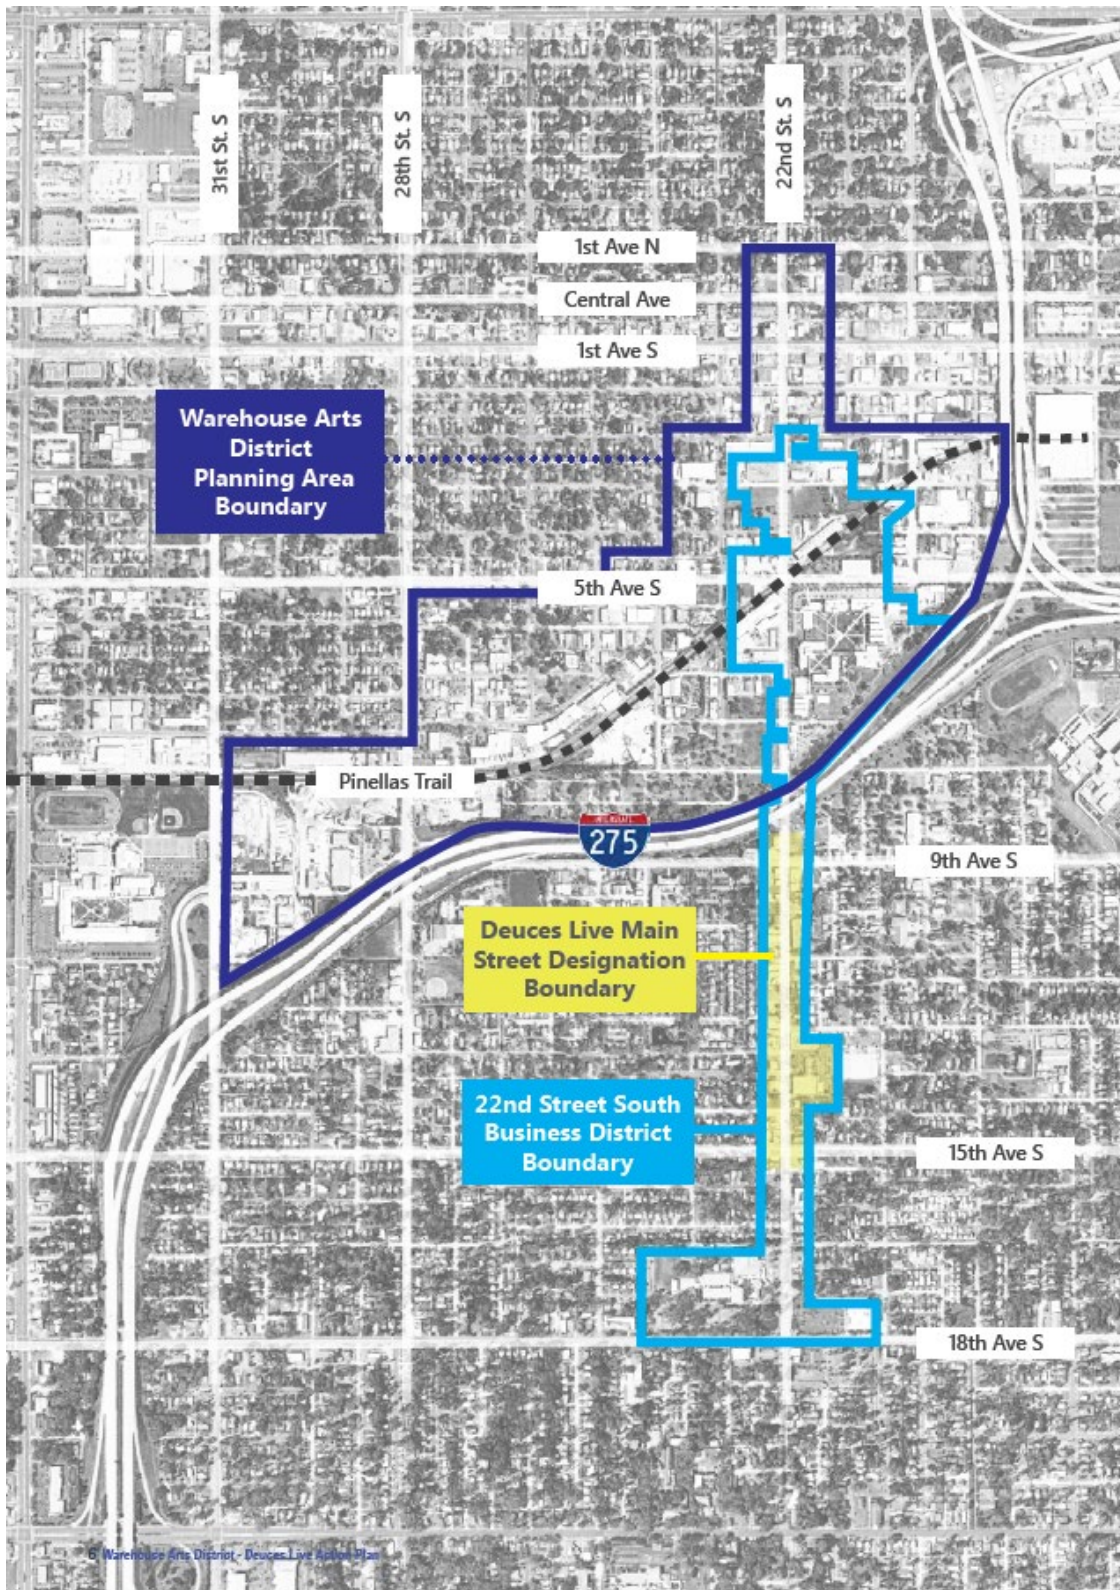 31st St. S
28th St. S
22nd St. S
1st Ave N
Central Ave
1st Ave S
Warehouse Arts
District
Planning Area
Boundary
5th Ave S
Pinellas Trail
INTERSTATE
275
9th Ave S
Deuces Live Main
Street Designation
Boundary
22nd Street South
Business District
Boundary
15th Ave S
18th Ave S
6 Warehouse Arts District - Deuces Live Action Plan